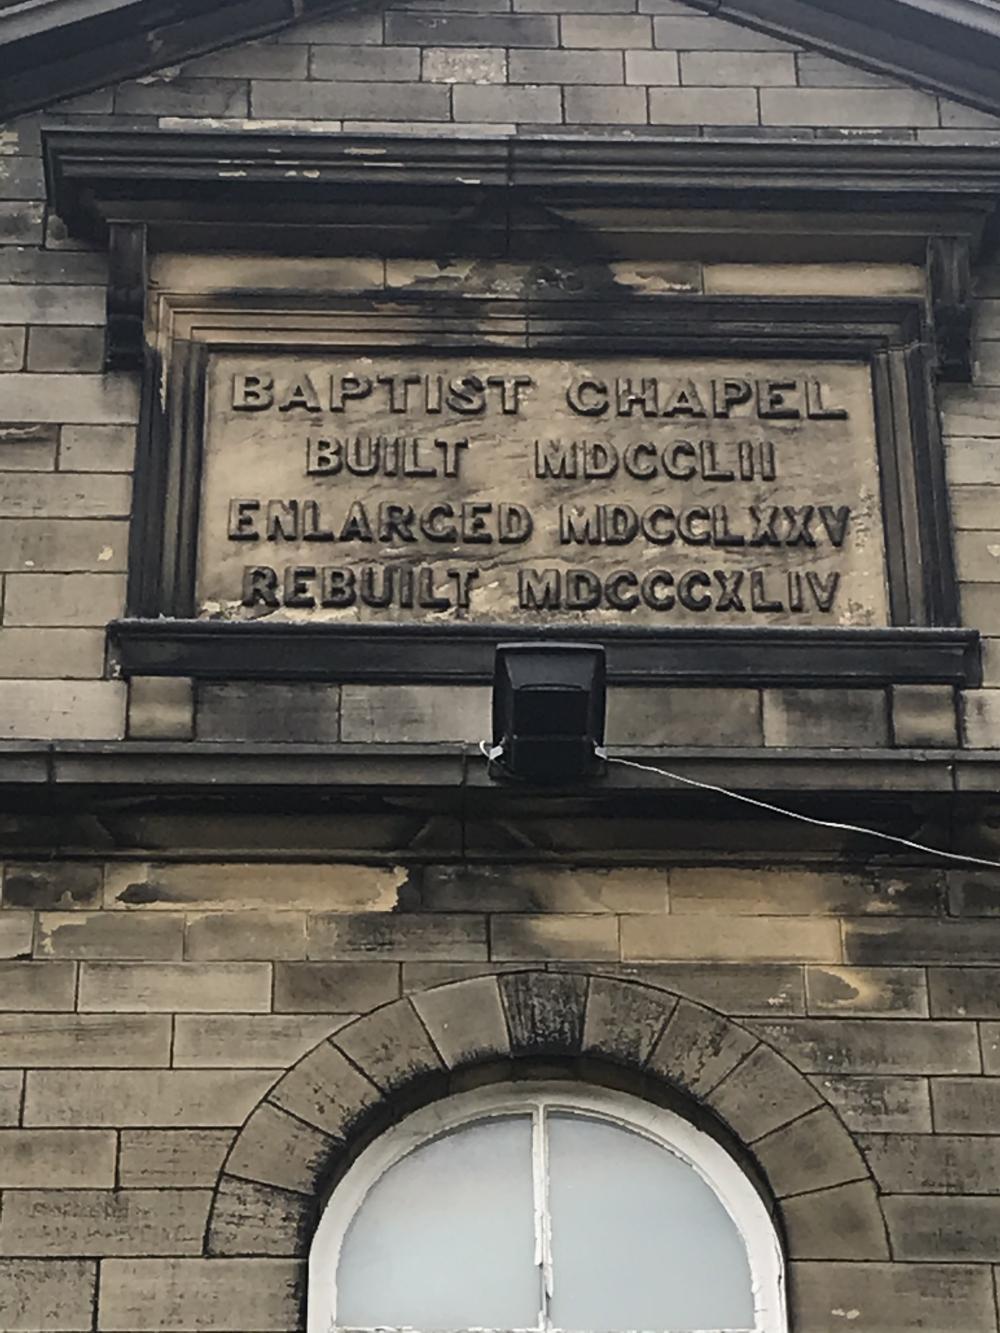 BAPTIST CHAPEL
BUILT MDCCLII
ENLARGED MDCCLXXV
REBUILT MDCCCXLIV